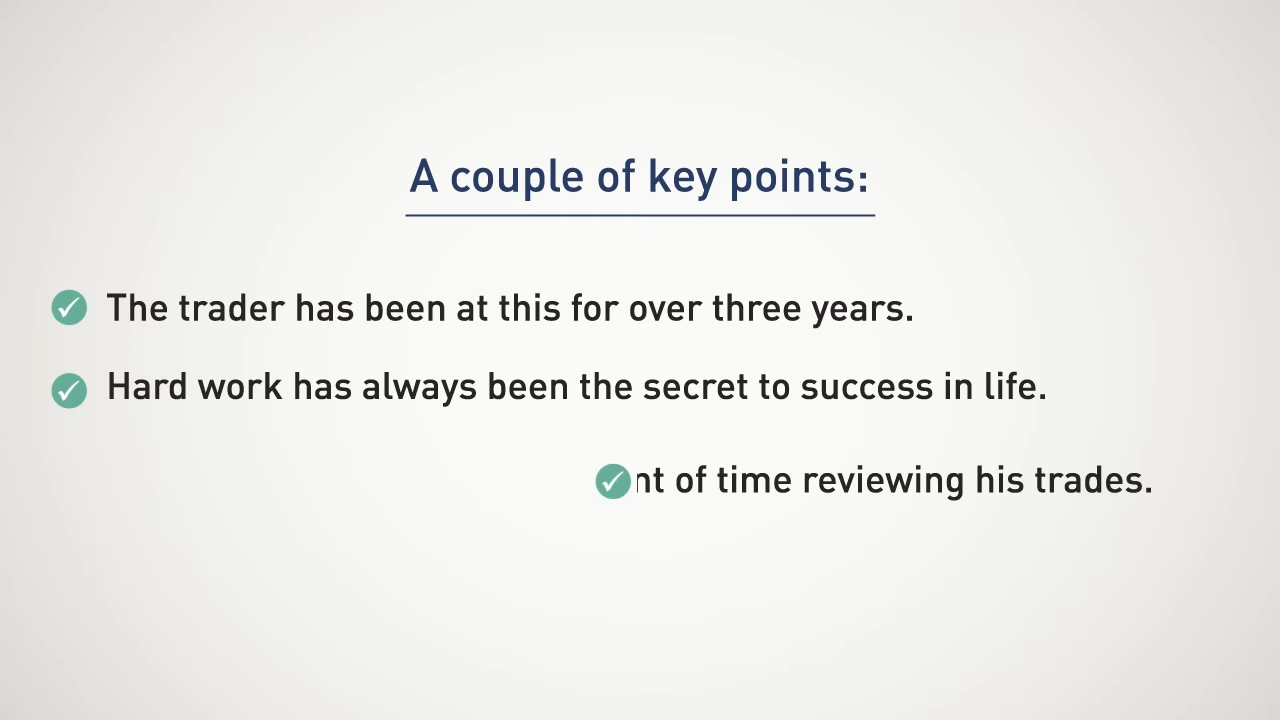 A couple of key points:
The trader has been at this for over three years.
Hard work has always been the secret to success in life.
of time reviewing his trades.